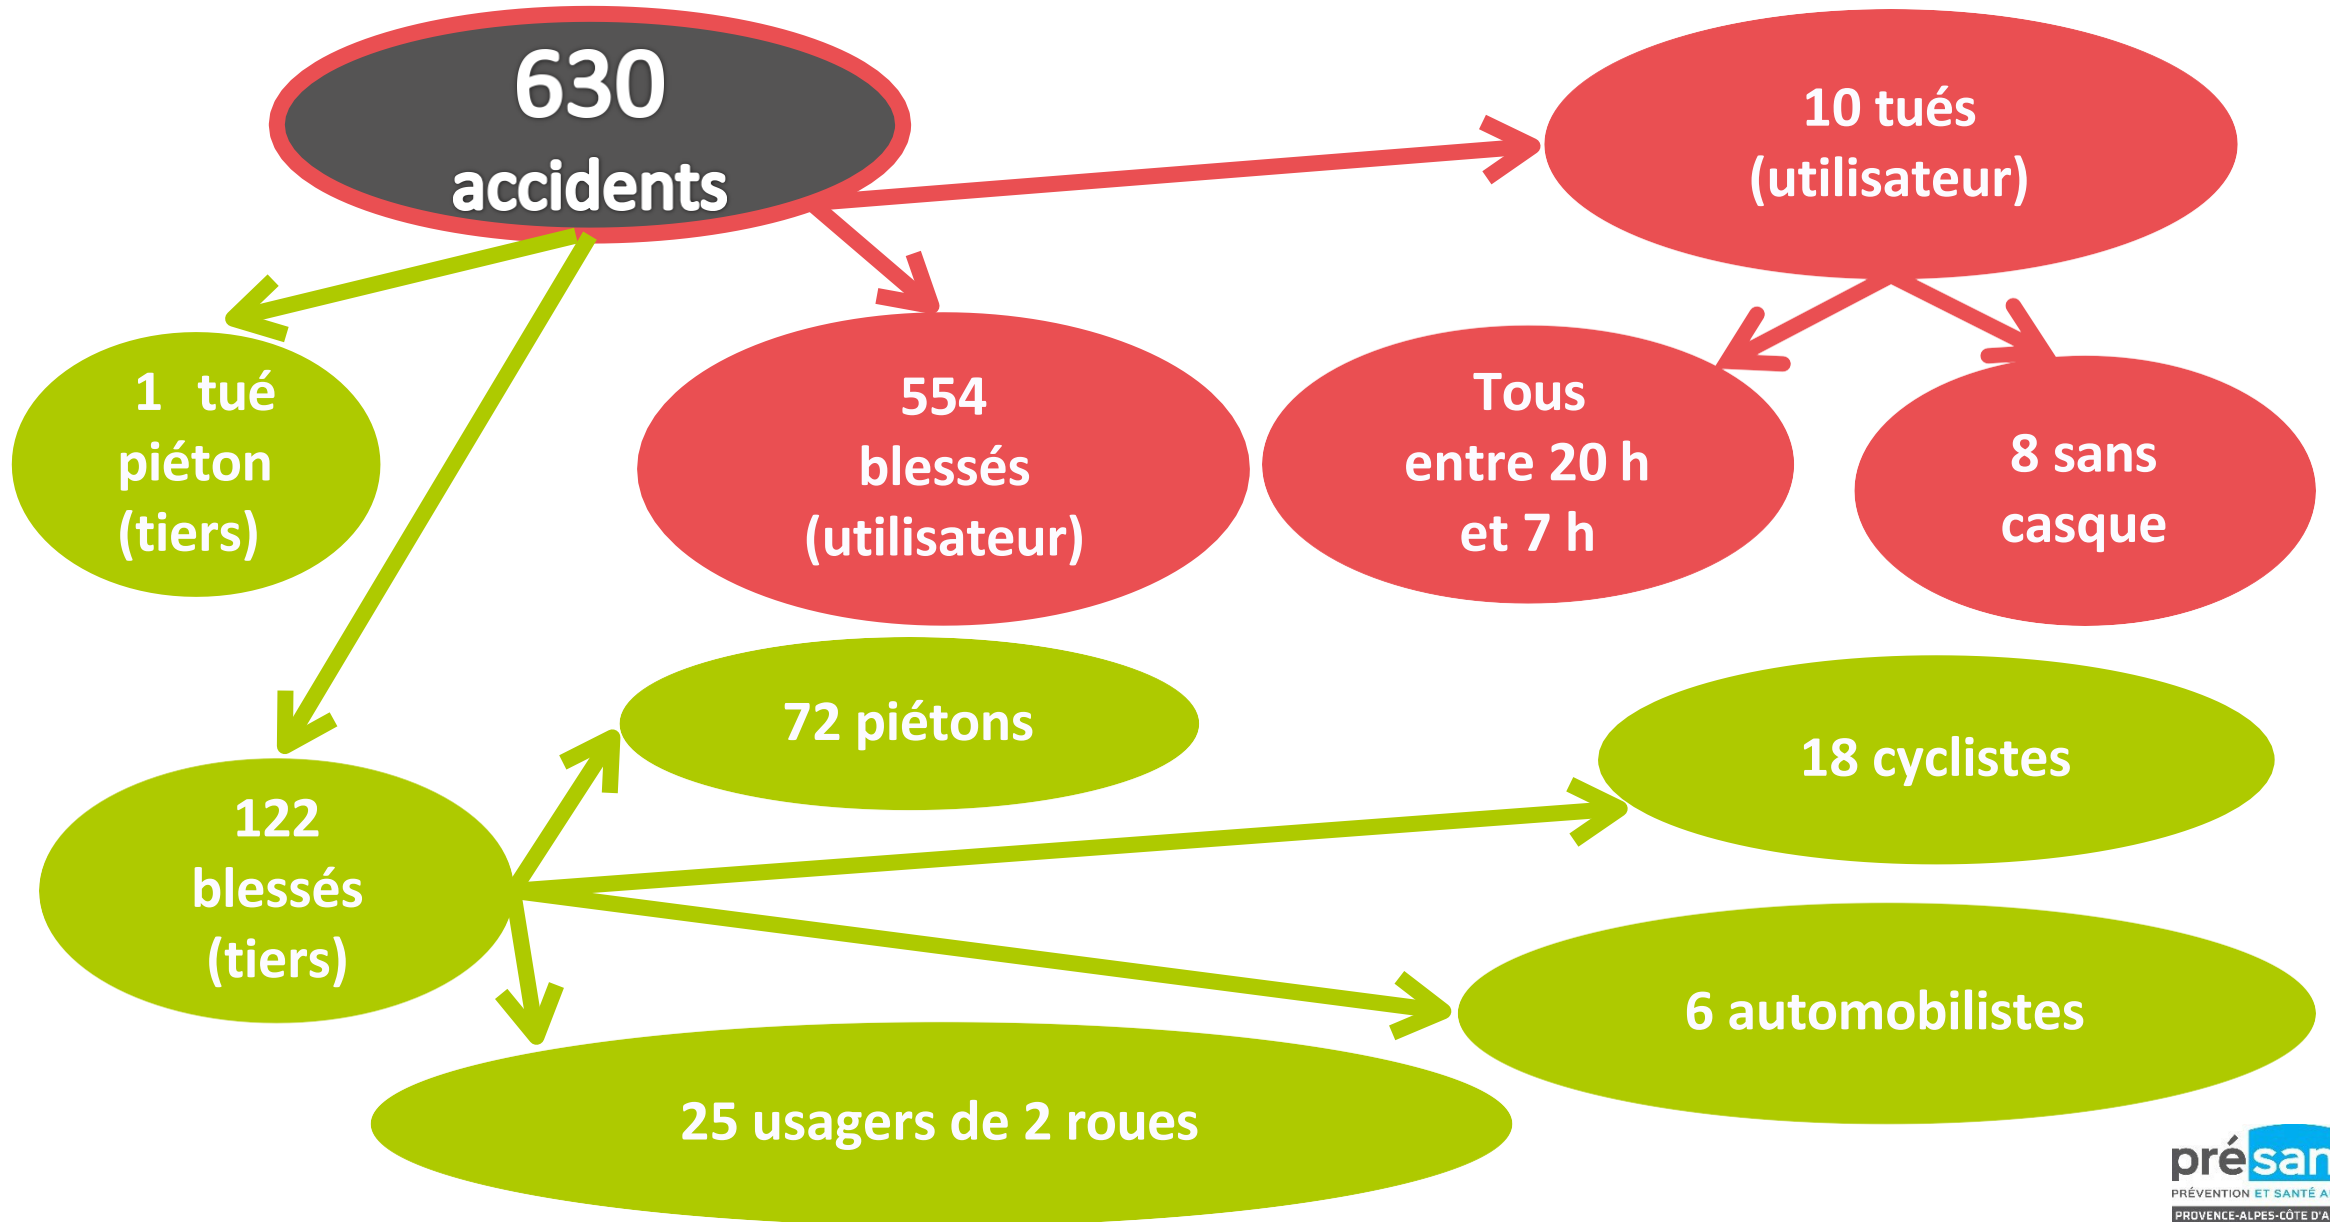 630
accidents
10 tués
(utilisateur)
1 tué
piéton
(tiers)
554
blessés
(utilisateur)
Tous
entre 20 h
et 7 h
8 sans
casque
72 piétons
18 cyclistes
122
blessés
(tiers)
6 automobilistes
25 usagers de 2 roues
présan
PRÉVENTION ET SANTÉ A
PROVENCE-ALPES-CÔTE D'A